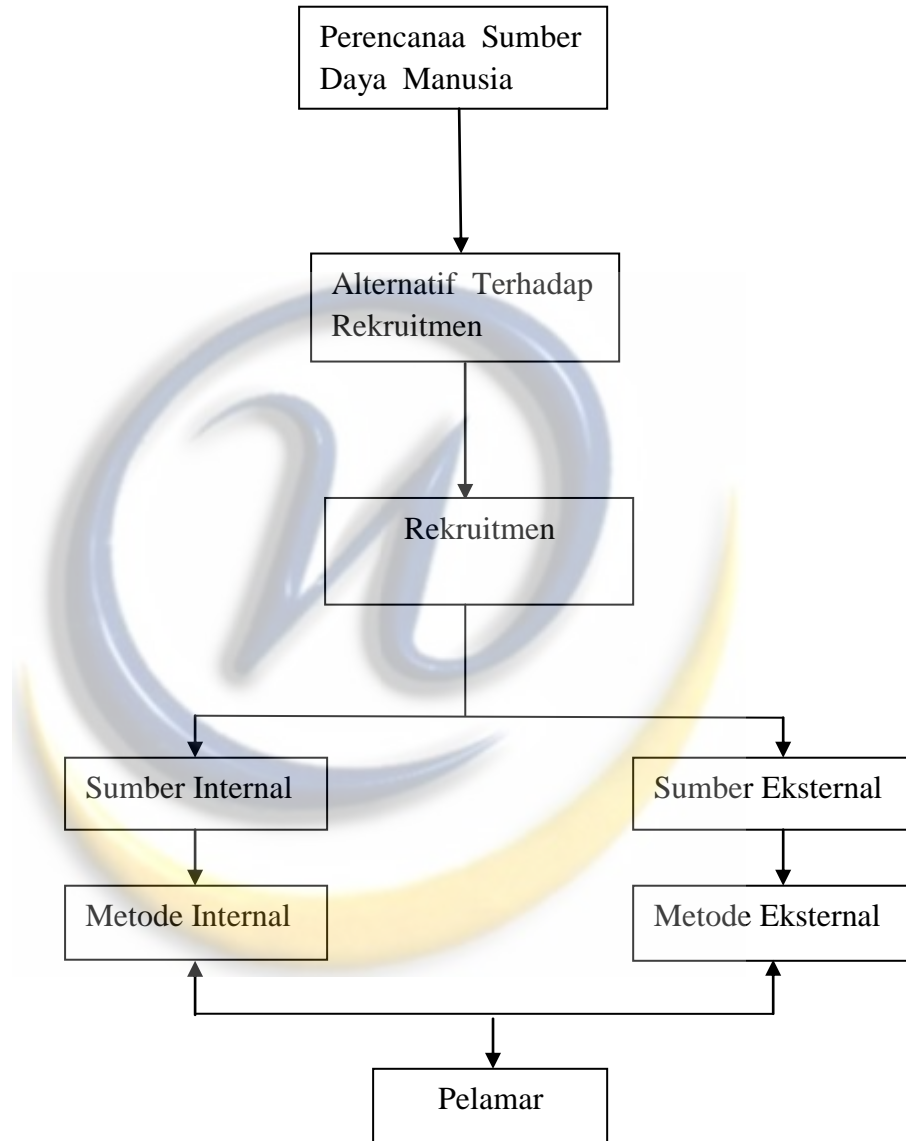 Perencanaa Sumber
Daya Manusia
Alternatif Terhadap
Rekruitmen
Rekruitmen
Sumber Internal
Sumber Eksternal
Metode Internal
Metode Eksternal
Pelamar